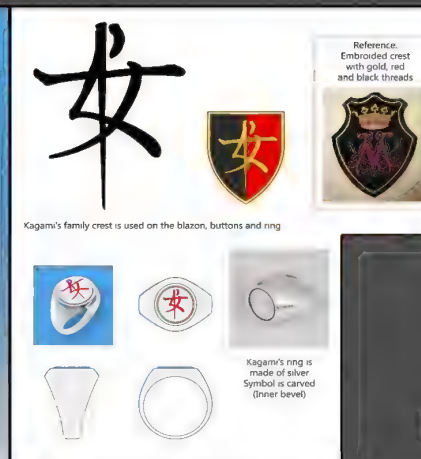 Reference.
Embroided crest
with gold, red
and black threads
Kagami's family crest is used on the blazon, buttons and ring
Kagami's ring is
made of silver
Symbol is carved
(Inner bevel)